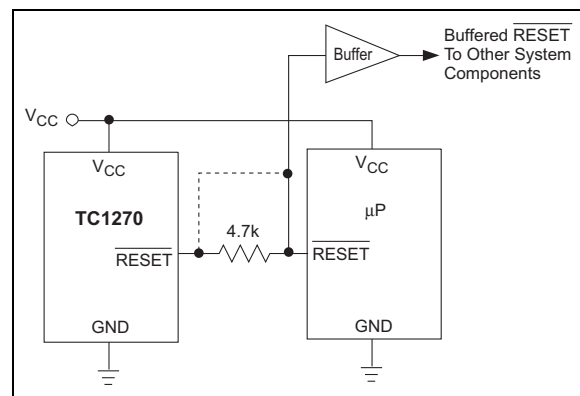 Buffered RESET
To Other System
Components
Buffer
VCC
VCC
VCC
TC1270
µP
4.7k
RESET
RESET
GND
GND